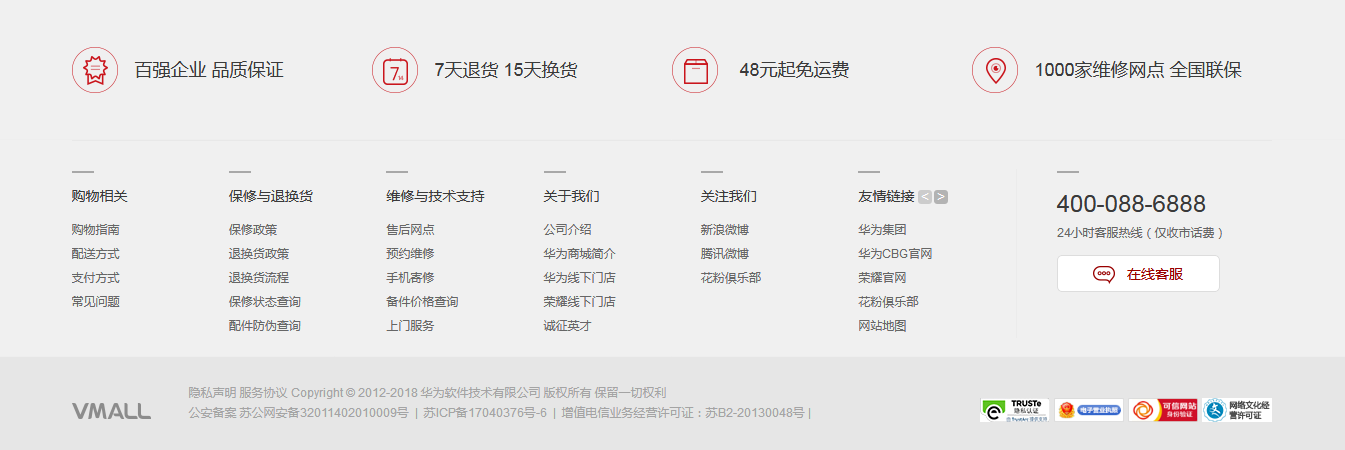 百强企业 品质保证
7天退货 15天换货
48元起免运费
1000家维修网点 全国联保
购物相关
购物指南
配送方式
支付方式
常见问题
保修与退换货
保修政策
退换货政策
退换货流程
保修状态查询
配件防伪查询
维修与技术支持
售后网点
预约维修
手机寄修
备件价格查询
上门服务
关于我们
公司介绍
华为商城简介
华为线下门店
荣耀线下门店
诚征英才
关注我们
新浪微博
腾讯微博
花粉俱乐部
友情链接 < >
华为集团
华为CBG官网
荣耀官网
花粉俱乐部
网站地图
400-088-6888
24小时客服热线（仅收市话费）
在线客服
VMALL
隐私声明 服务协议 Copyright © 2012-2018 华为软件技术有限公司 版权所有 保留一切权利
公安备案 苏公网安备32011402010009号 | 苏ICP备17040376号-6 | 增值电信业务经营许可证：苏B2-20130048号 |
TRUSTe
隐私认证
电子营业执照
可信网站
身份验证
网络文化经
营许可证